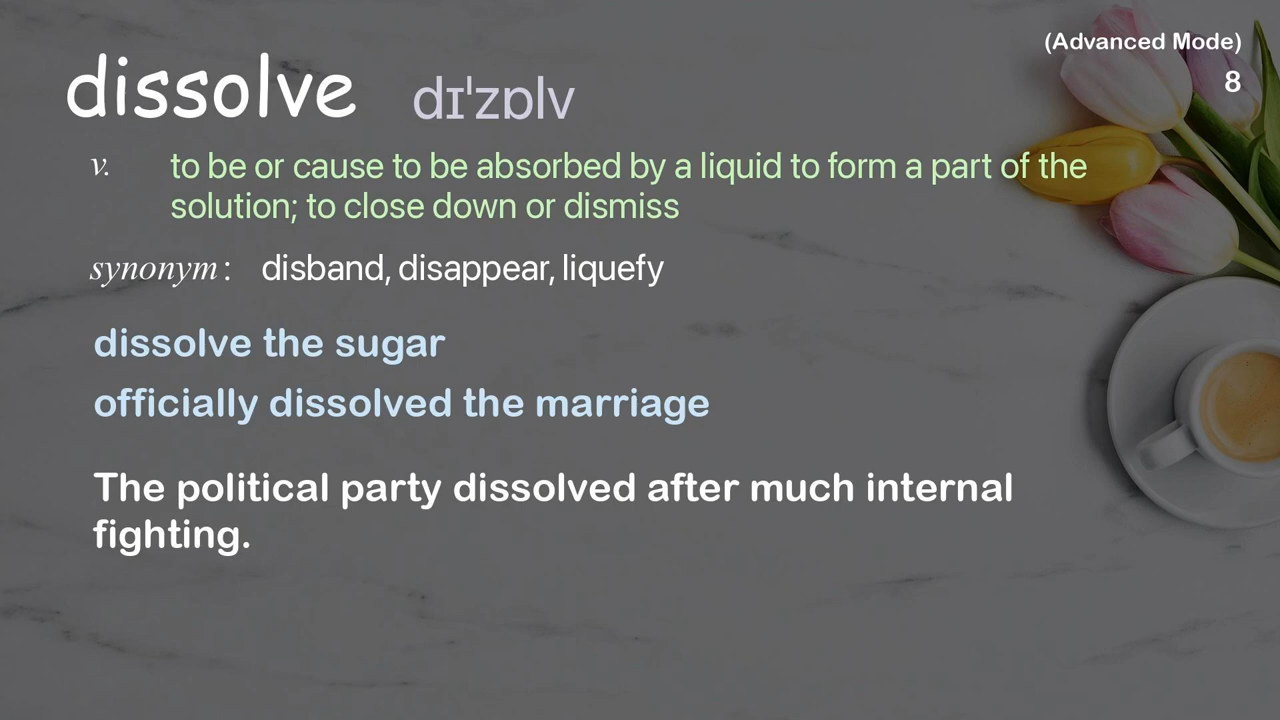 (Advanced Mode)
8
dissolve dɪˈzɒlv
v. to be or cause to be absorbed by a liquid to form a part of the
solution; to close down or dismiss
synonym: disband, disappear, liquefy
dissolve the sugar
officially dissolved the marriage
The political party dissolved after much internal
fighting.